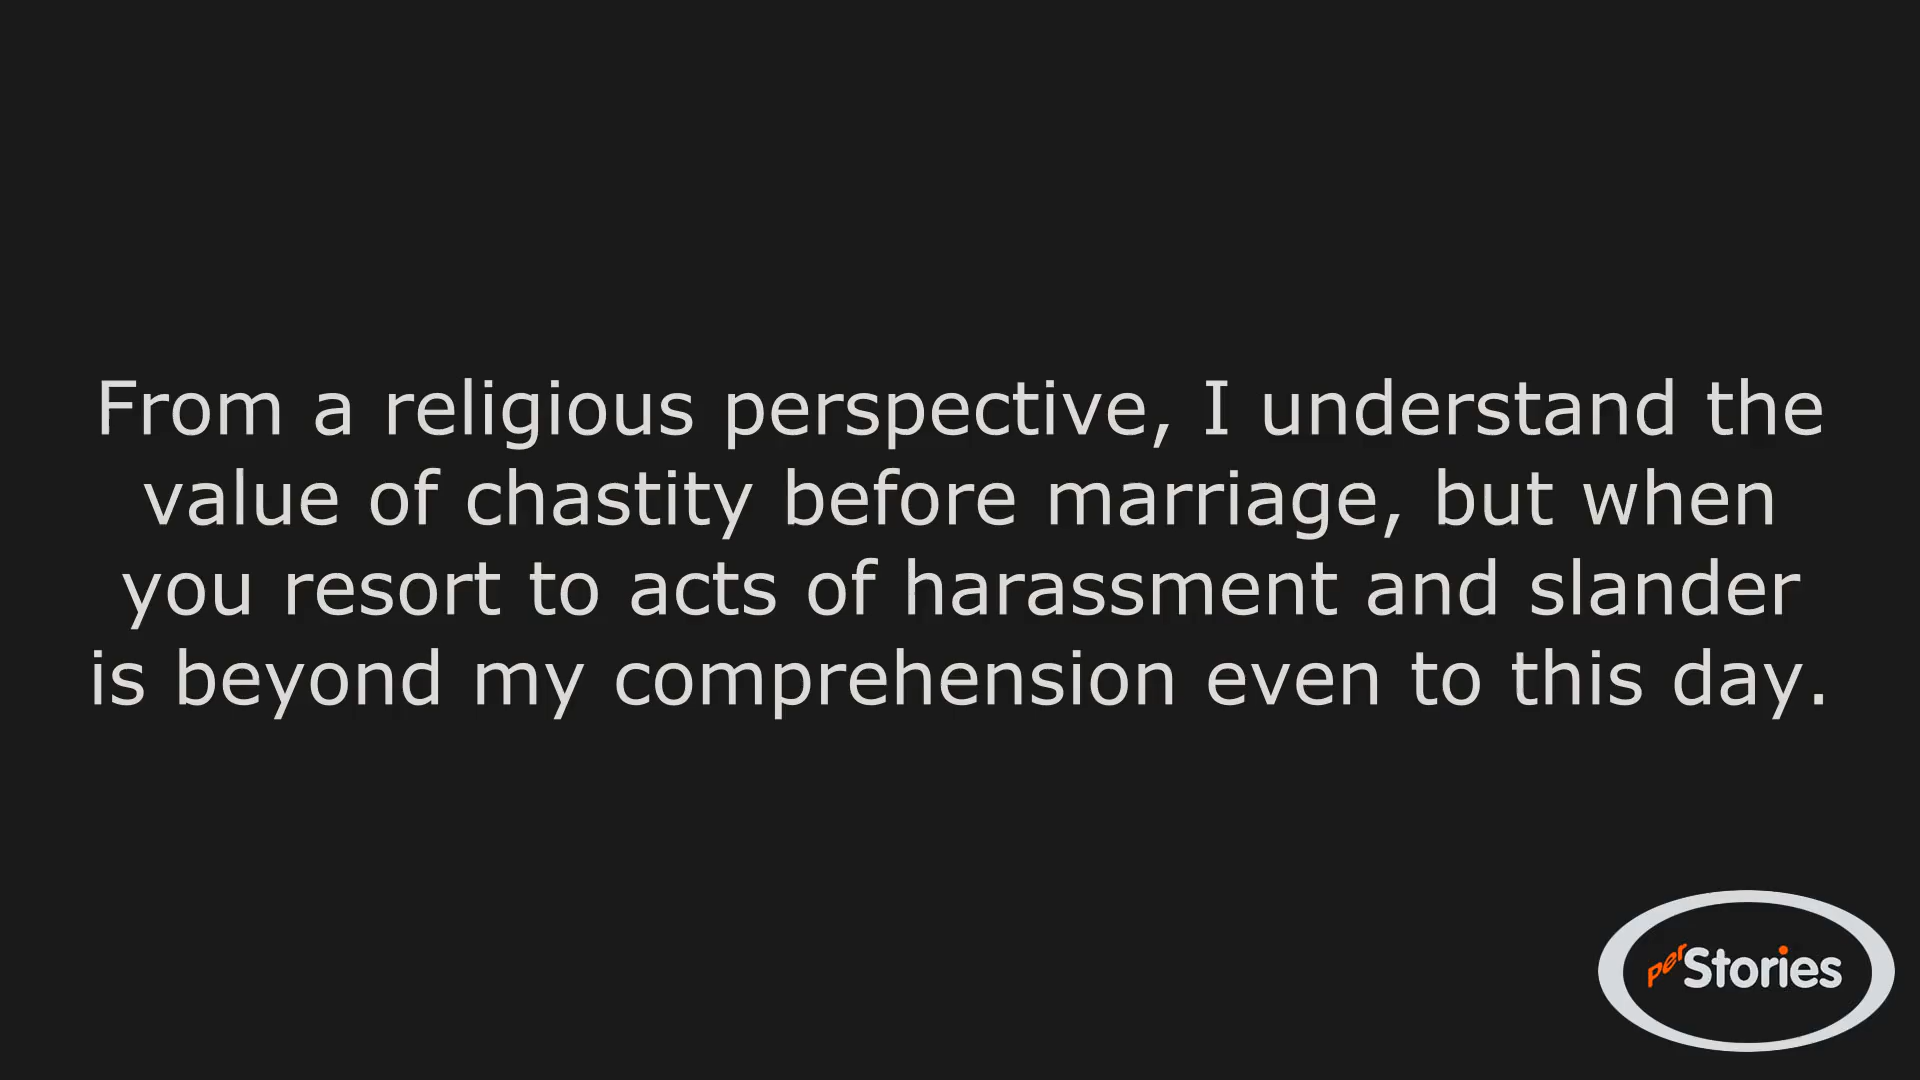 From a religious perspective, I understand the
value of chastity before marriage, but when
you resort to acts of harassment and slander
is beyond my comprehension even to this day.
perStories